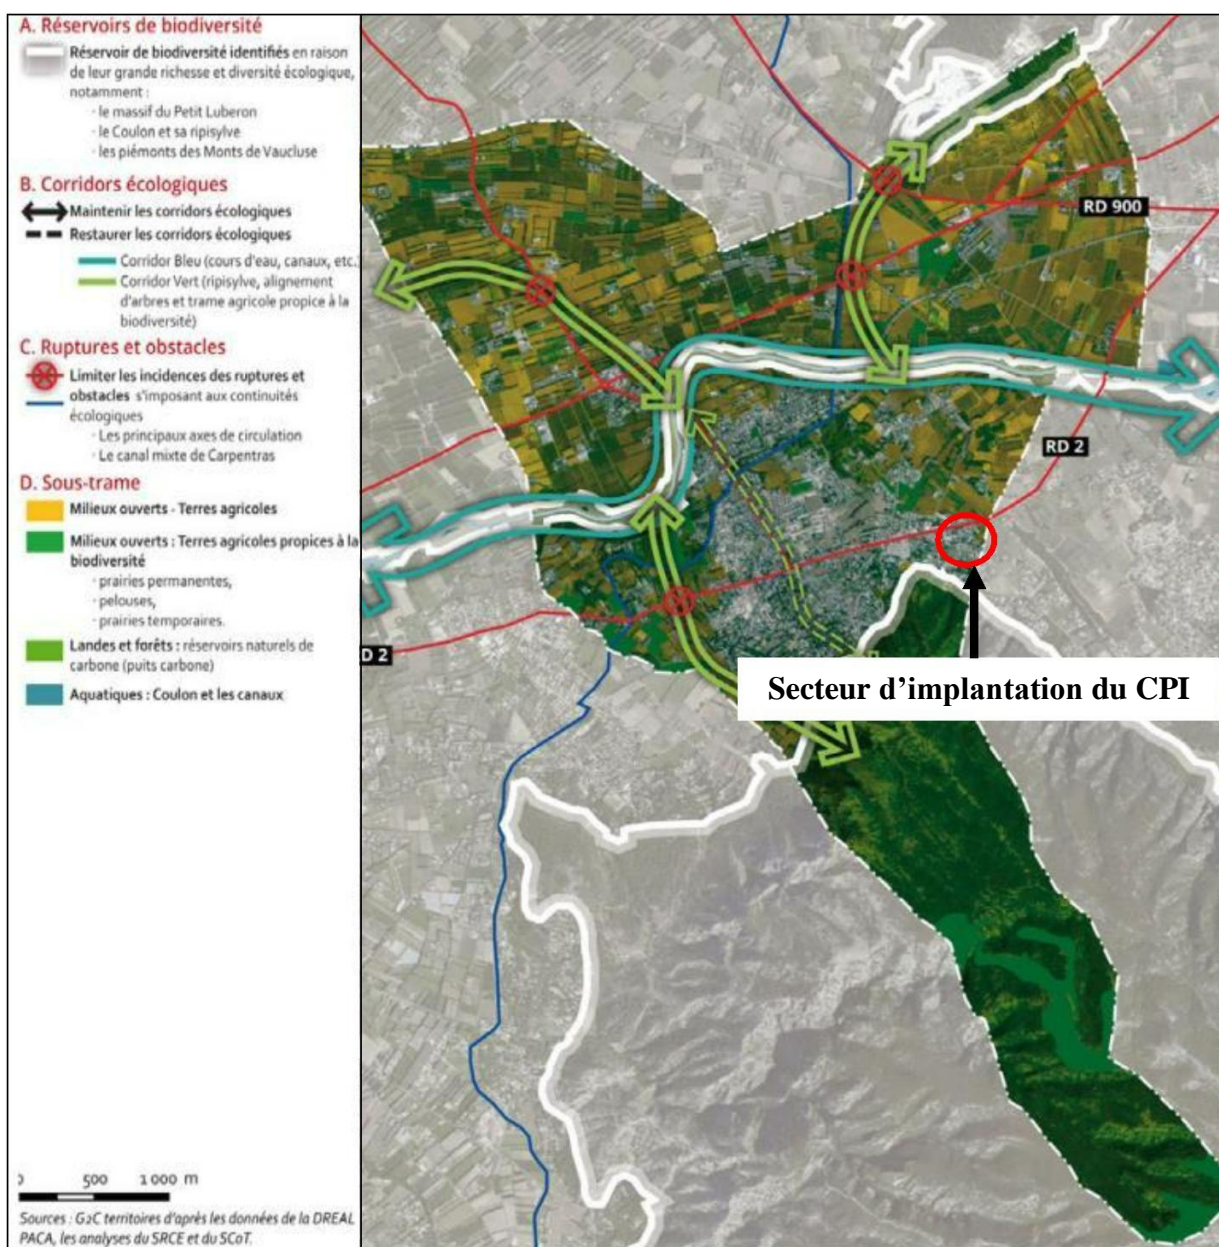 A. Réservoirs de biodiversité
Réservoir de biodiversité identifiés en raison
de leur grande richesse et diversité écologique,
notamment :
· le massif du Petit Luberon
· le Coulon et sa ripisylve
· les piémonts des Monts de Vaucluse
B. Corridors écologiques
Maintenir les corridors écologiques
Restaurer les corridors écologiques
Corridor Bleu (cours d'eau, canaux, etc.)
Corridor Vert (ripisylve, alignement
d'arbres et trame agricole propice à la
biodiversité)
C. Ruptures et obstacles
Limiter les incidences des ruptures et
obstacles s'imposant aux continuités
écologiques
· Les principaux axes de circulation
· Le canal mixte de Carpentras
D. Sous-trame
Milieux ouverts - Terres agricoles
Milieux ouverts : Terres agricoles propices à la
biodiversité
· prairies permanentes,
· pelouses,
· prairies temporaires.
Landes et forêts : réservoirs naturels de
carbone (puits carbone)
Aquatiques : Coulon et les canaux
500 1 000 m
Sources : G2C territoires d'après les données de la DREAL
PACA, les analyses du SRCE et du SCoT.
RD 900
RD 2
D 2
Secteur d'implantation du CPI